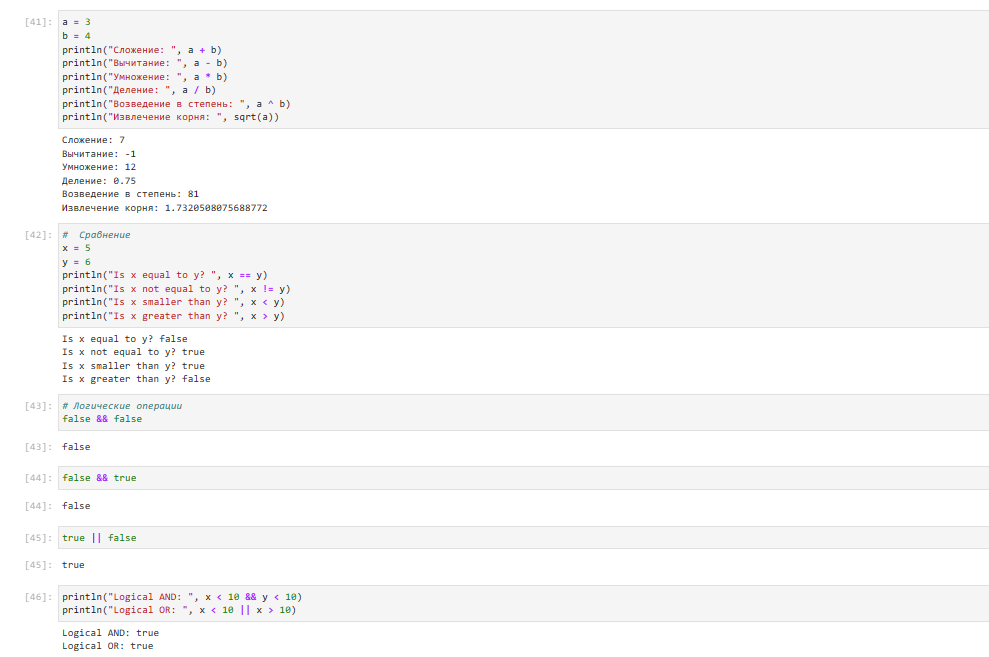 [41]: a = 3
b = 4
println("Сложение: ", a + b)
println("Вычитание: ", a - b)
println("Умножение: ", a * b)
println("Деление: ", a / b)
println("Возведение в степень: ", a ^ b)
println("Извлечение корня: ", sqrt(a))
Сложение: 7
Вычитание: -1
Умножение: 12
Деление: 0.75
Возведение в степень: 81
Извлечение корня: 1.7320508075688772
[42]: # Сравнение
x = 5
y = 6
println("Is x equal to y? ", x == y)
println("Is x not equal to y? ", x != y)
println("Is x smaller than y? ", x < y)
println("Is x greater than y? ", x > y)
Is x equal to y? false
Is x not equal to y? true
Is x smaller than y? true
Is x greater than y? false
[43]: # Логические операции
false && false
[43]: false
[44]: false && true
[44]: false
[45]: true || false
[45]: true
[46]: println("Logical AND: ", x < 10 && y < 10)
println("Logical OR: ", x < 10 || x > 10)
Logical AND: true
Logical OR: true